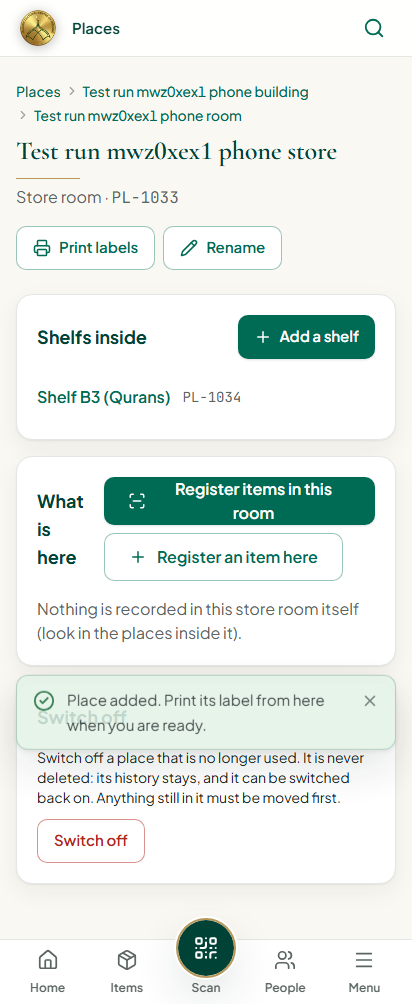 Places
Places > Test run mwz0xex1 phone building
> Test run mwz0xex1 phone room
Test run mwz0xex1 phone store
Store room · PL-1033
Print labels
Rename
Shelfs inside
+ Add a shelf
Shelf B3 (Qurans) PL-1034
What
is
here
Register items in this
room
+ Register an item here
Nothing is recorded in this store room itself
(look in the places inside it).
Switch off
Place added. Print its label from here
when you are ready.
Switch off a place that is no longer used. It is never
deleted: its history stays, and it can be switched
back on. Anything still in it must be moved first.
Switch off
Home
Items
Scan
People
Menu